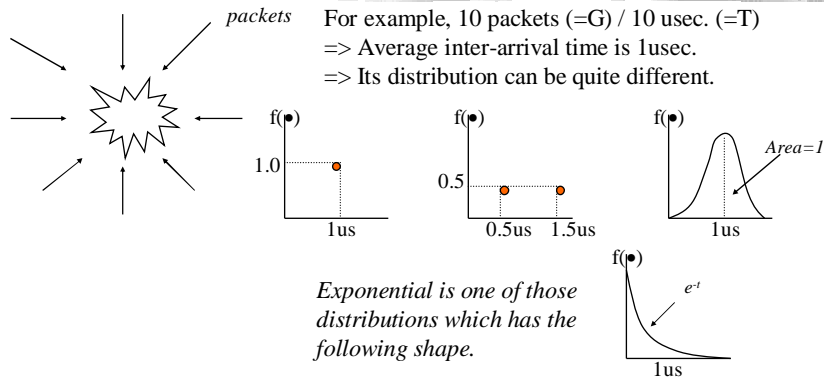 packets
For example, 10 packets (=G) / 10 usec. (=T)
=> Average inter-arrival time is 1usec.
=> Its distribution can be quite different.
f(●)
1.0
1us
f(●)
0.5
0.5us 1.5us
f(●)
Area=1
1us
Exponential is one of those
distributions which has the
following shape.
f(●)
e-t
1us